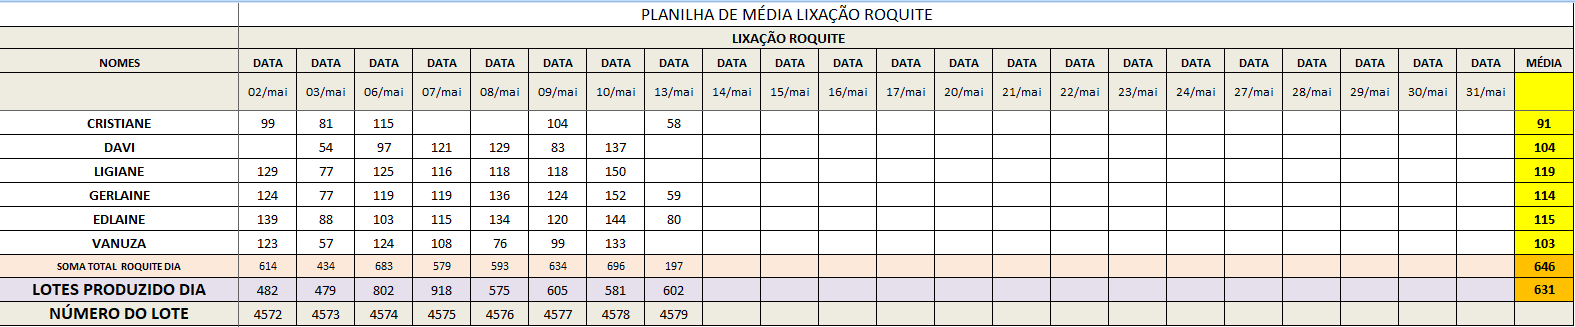 PLANILHA DE MÉDIA LIXAÇÃO ROQUITE
LIXAÇÃO ROQUITE
NOMES DATA DATA DATA DATA DATA DATA DATA DATA DATA DATA DATA DATA DATA DATA DATA DATA DATA DATA DATA DATA DATA DATA MÉDIA
02/mai 03/mai 06/mai 07/mai 08/mai 09/mai 10/mai 13/mai 14/mai 15/mai 16/mai 17/mai 20/mai 21/mai 22/mai 23/mai 24/mai 27/mai 28/mai 29/mai 30/mai 31/mai
CRISTIANE 99 81 115 104 58 91
DAVI 54 97 121 129 83 137 104
LIGIANE 129 77 125 116 118 118 150 119
GERLAINE 124 77 119 119 136 124 152 59 114
EDLAINE 139 88 103 115 134 120 144 80 115
VANUZA 123 57 124 108 76 99 133 103
SOMA TOTAL ROQUITE DIA 614 434 683 579 593 634 696 197 646
LOTES PRODUZIDO DIA 482 479 802 918 575 605 581 602 631
NÚMERO DO LOTE 4572 4573 4574 4575 4576 4577 4578 4579